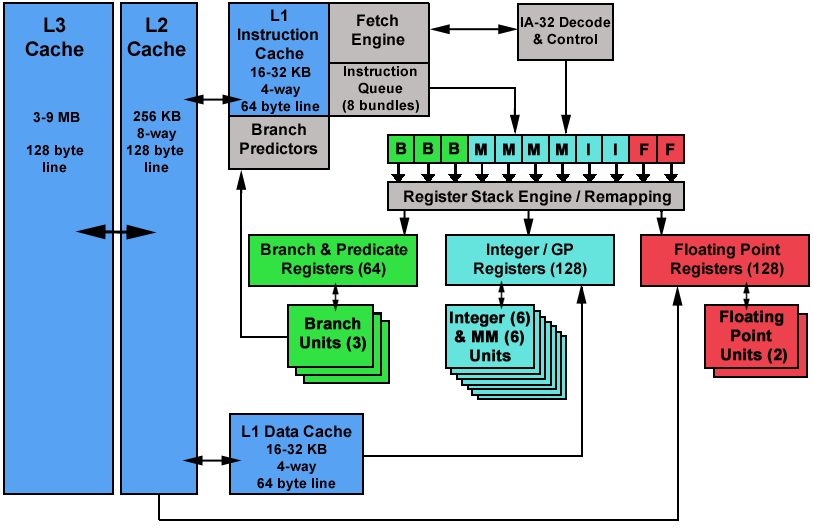 L3
Cache
3-9 MB
128 byte
line
L2
Cache
256 KB
8-way
128 byte
line
L1
Instruction
Cache
16-32 KB
4-way
64 byte line
Fetch
Engine
Instruction
Queue
(8 bundles)
IA-32 Decode
& Control
Branch
Predictors
B B B M M M M I I F F
Register Stack Engine / Remapping
Branch & Predicate
Registers (64)
Integer / GP
Registers (128)
Floating Point
Registers (128)
Branch
Units (3)
Integer (6)
& MM (6)
Units
Floating
Point
Units (2)
L1 Data Cache
16-32 KB
4-way
64 byte line